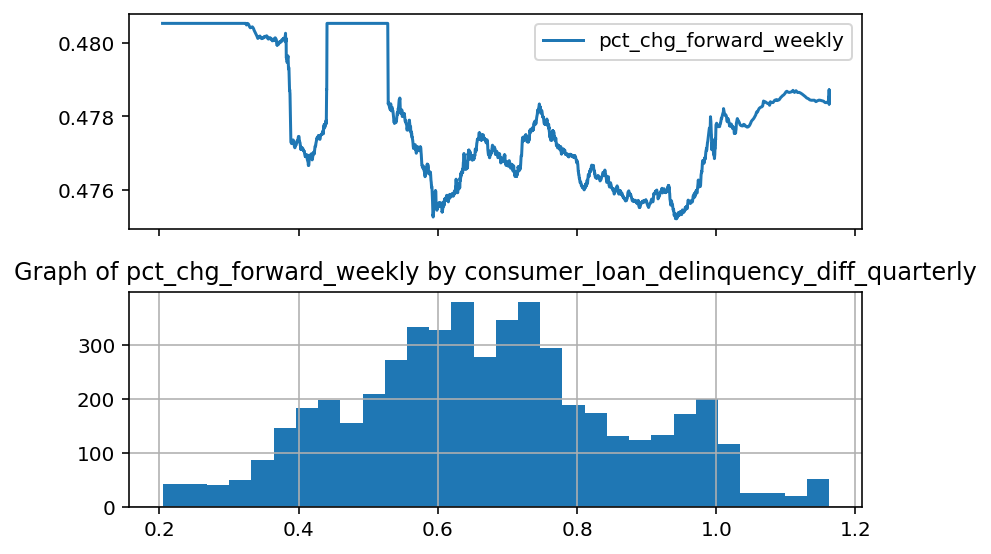 0.480
0.478
0.476
pct_chg_forward_weekly
Graph of pct_chg_forward_weekly by consumer_loan_delinquency_diff_quarterly
300
200
100
0
0.2 0.4 0.6 0.8 1.0 1.2